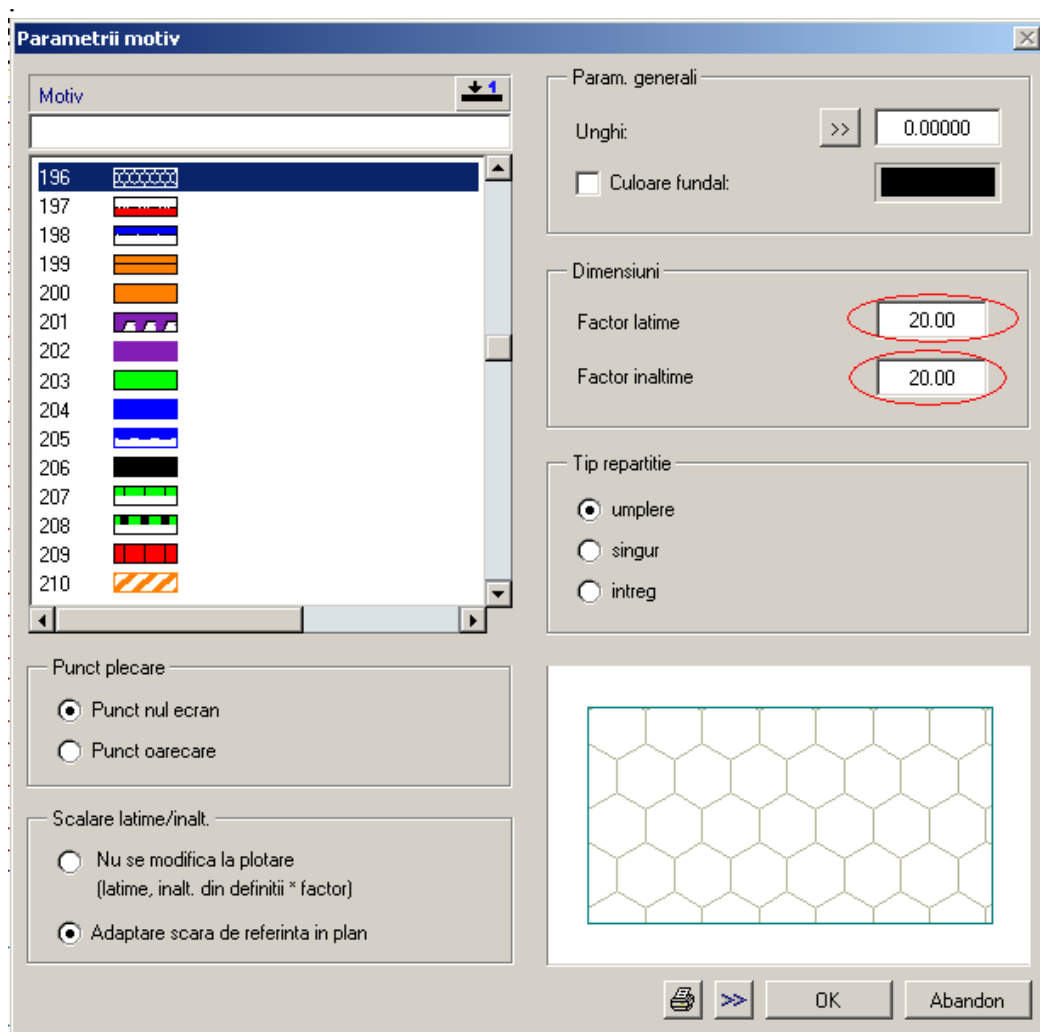 Parametrii motiv
Motiv
1
196
197
198
199
200
201
202
203
204
205
206
207
208
209
210
Punct plecare
Punct nul ecran
Punct oarecare
Scalare latime/inalt.
Nu se modifica la plotare
(latime, inalt. din definitii * factor)
Adaptare scara de referinta in plan
Param. generali
Unghi: >> 0.00000
Culoare fundal:
Dimensiuni
Factor latime 20.00
Factor inaltime 20.00
Tip repartitie
umplere
singur
intreg
>> OK Abandon